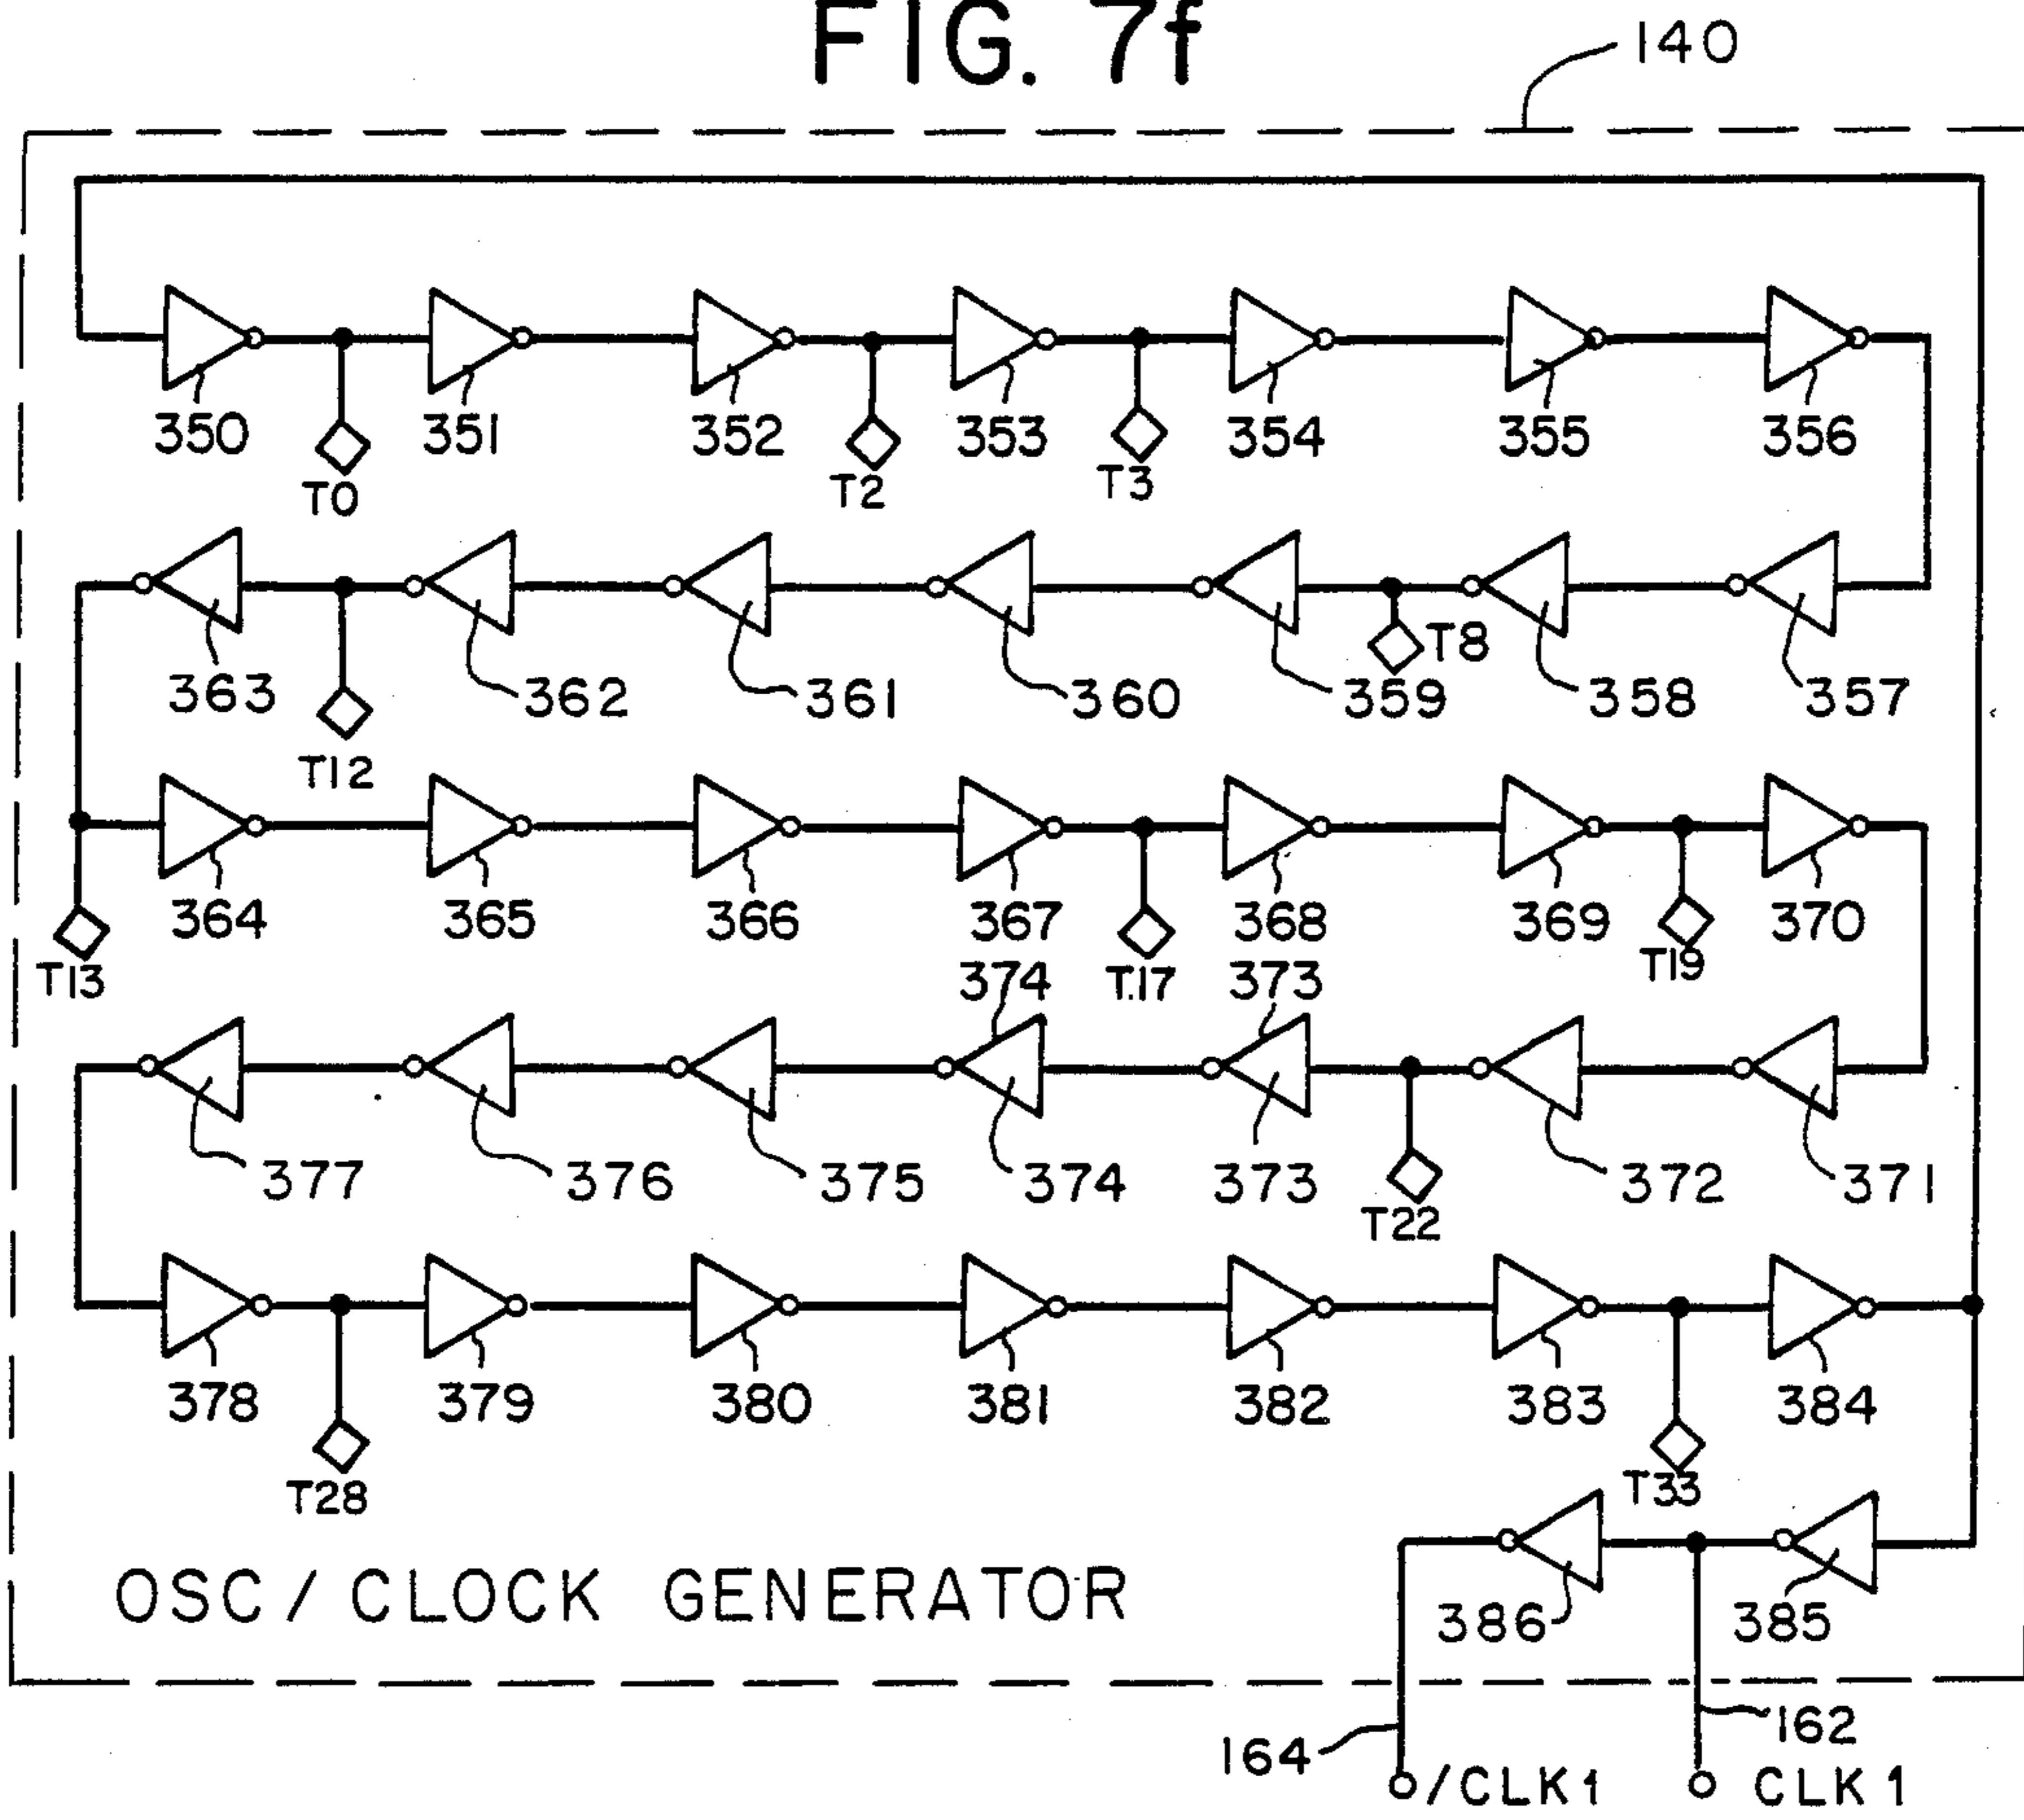 FIG. 7f
140
350 351 352 353 354 355 356
T0 T2 T3
T8
363 362 361 360 359 358 357
T12
364 365 366 367 368 369 370
T13 T17 T19
374 373
377 376 375 374 373 372 371
T22
378 379 380 381 382 383 384
T28 T33
OSC / CLOCK GENERATOR
386 385
164 162
/CLK1 CLK1